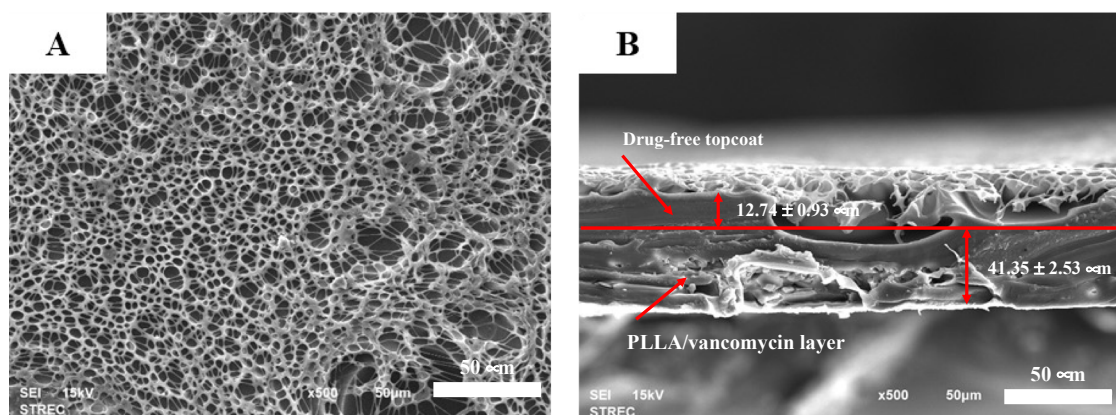 A
50 ∝m
SEI 15kV x500 50μm
STREC
B
Drug-free topcoat
12.74 ± 0.93 ∝m
41.35 ± 2.53 ∝m
PLLA/vancomycin layer
50 ∝m
SEI 15kV x500 50μm
STREC